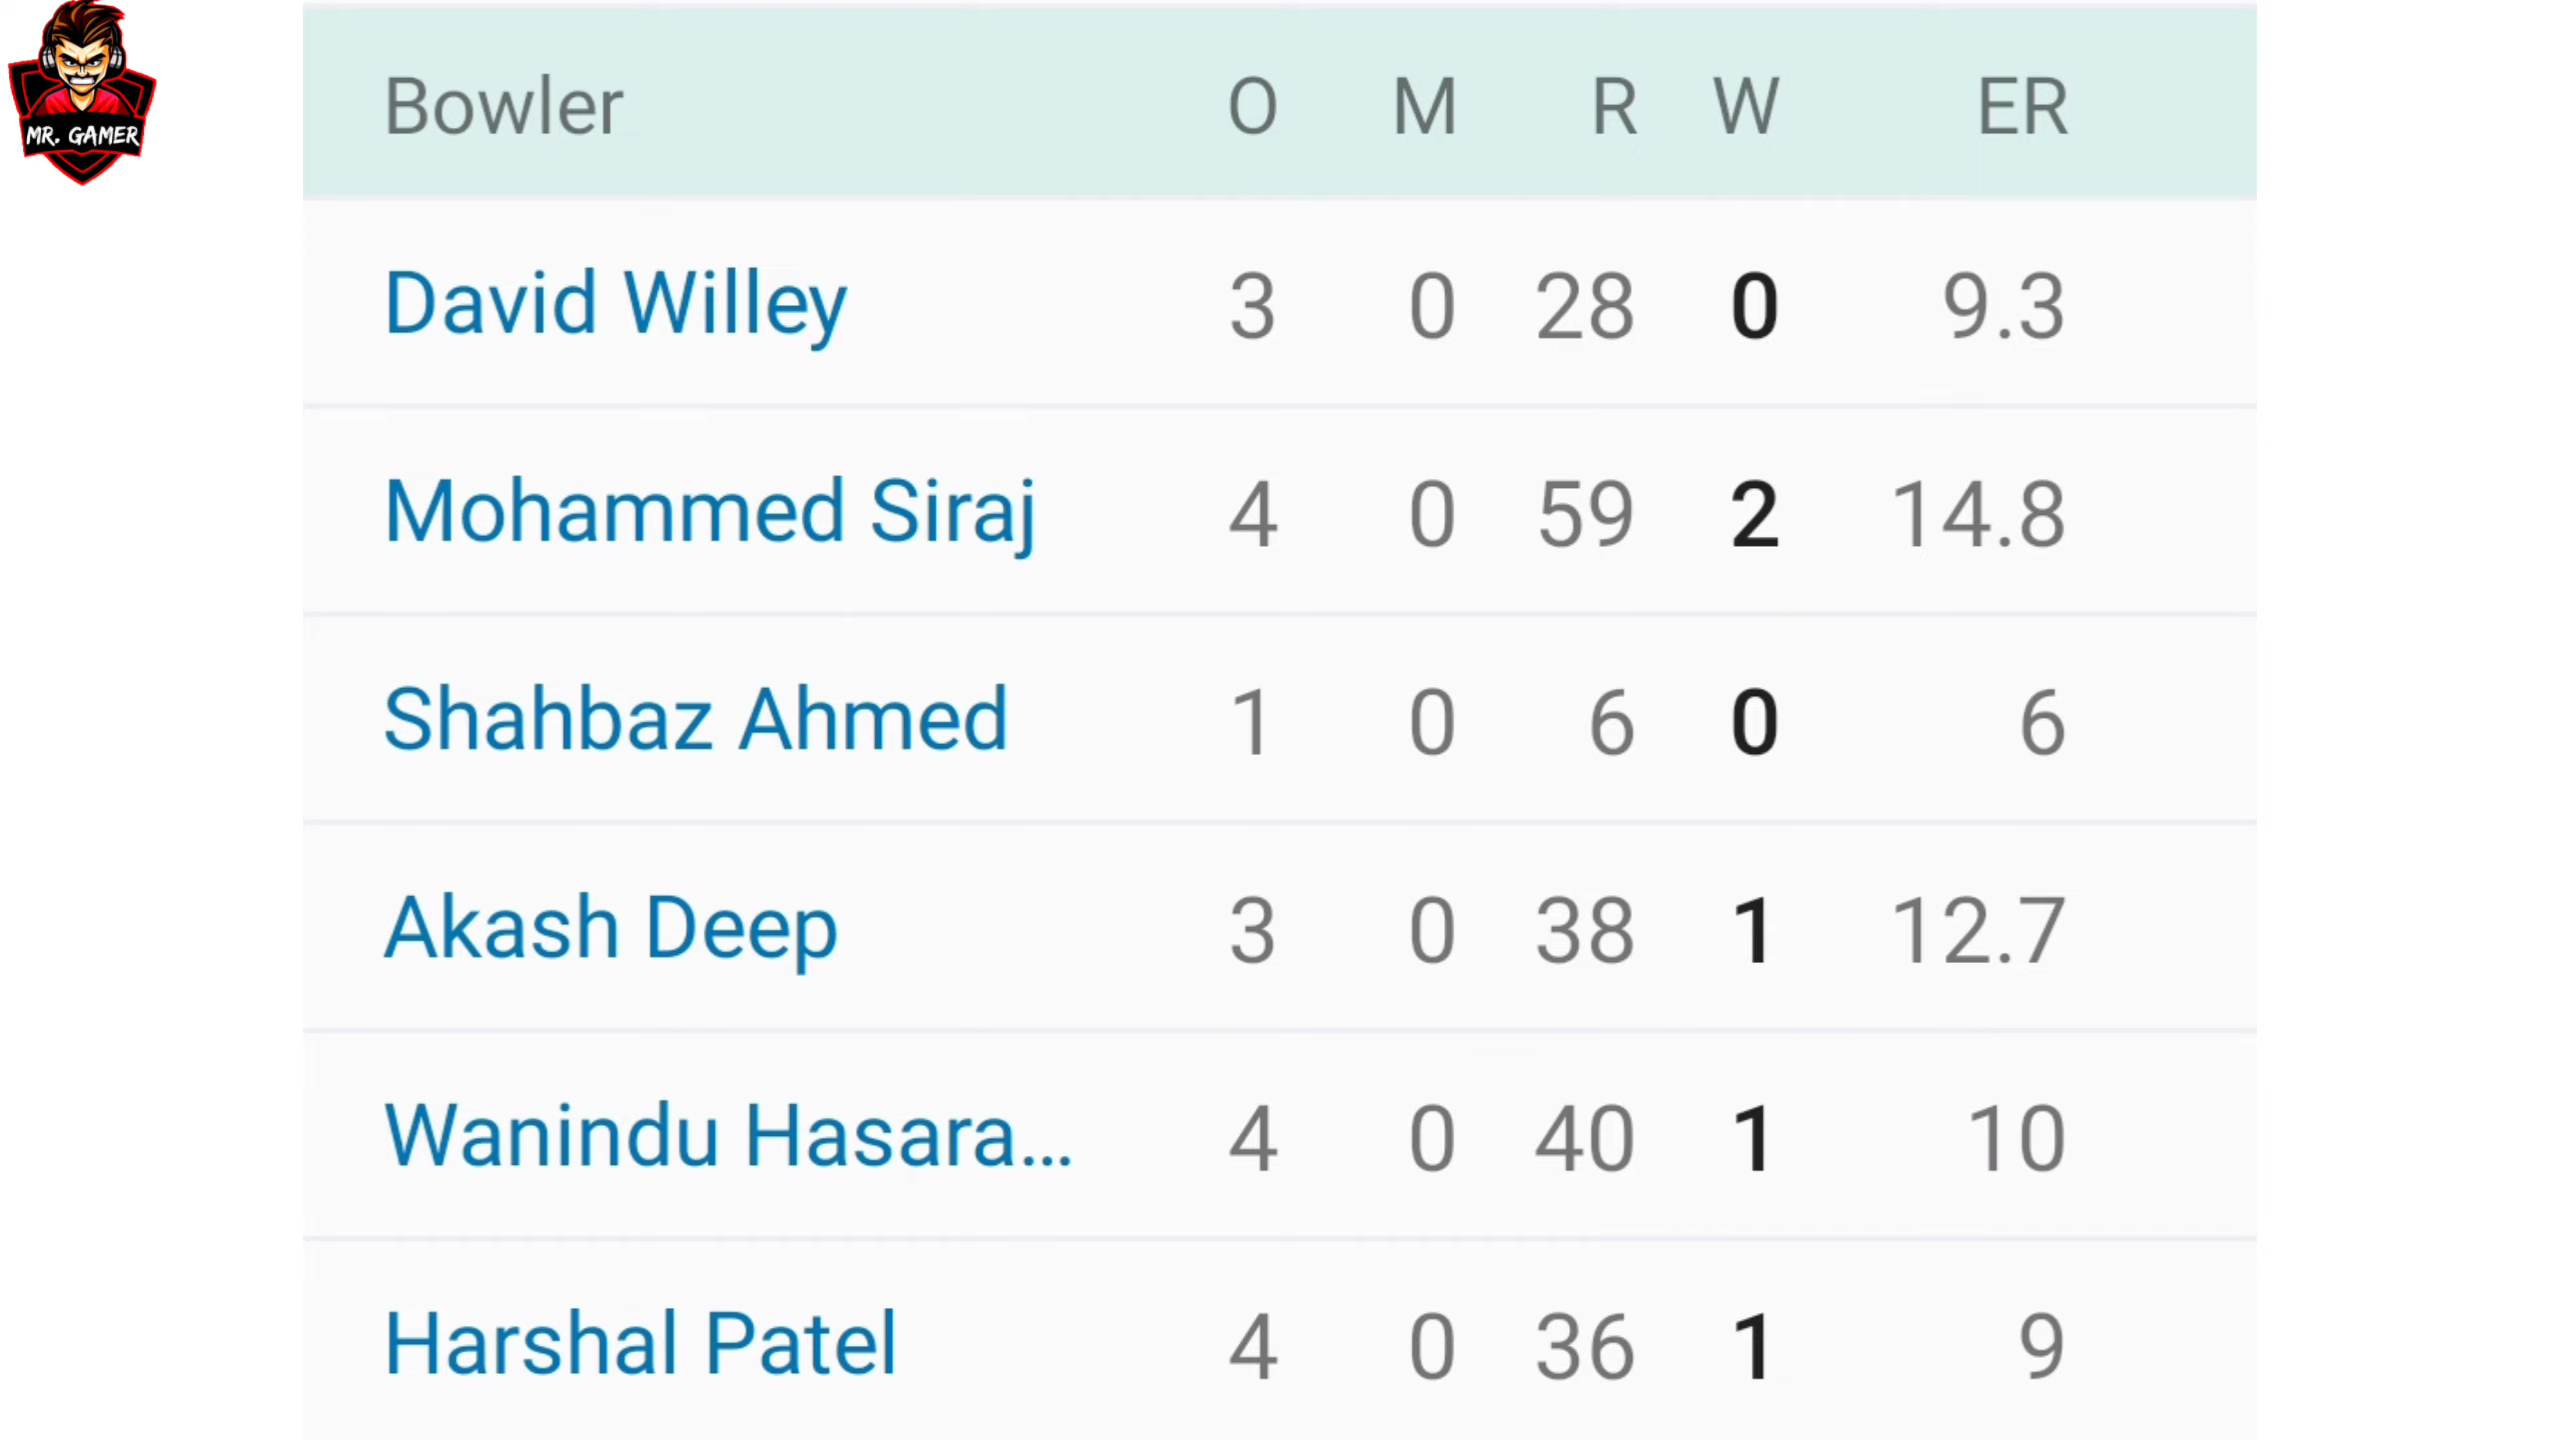 MR. GAMER
Bowler O M R W ER
David Willey 3 0 28 0 9.3
Mohammed Siraj 4 0 59 2 14.8
Shahbaz Ahmed 1 0 6 0 6
Akash Deep 3 0 38 1 12.7
Wanindu Hasara... 4 0 40 1 10
Harshal Patel 4 0 36 1 9